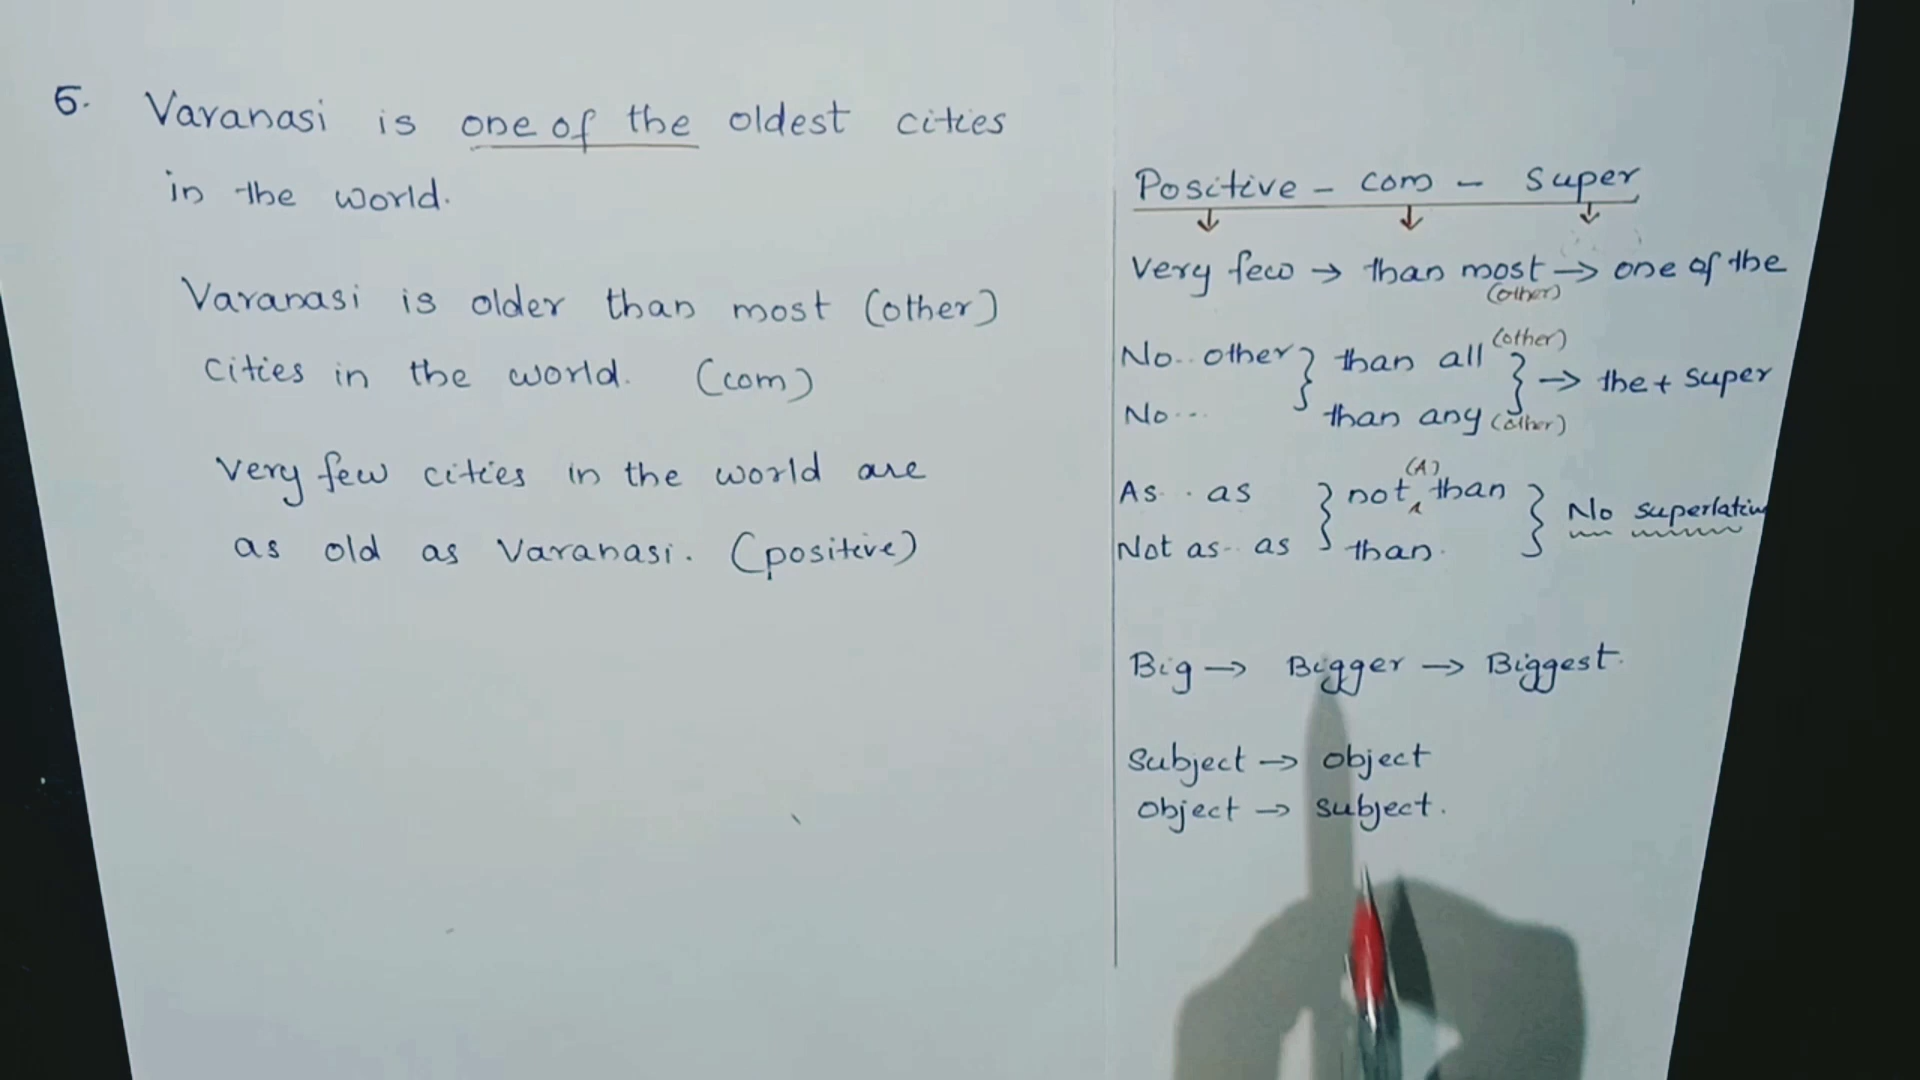 5. Varanasi is one of the oldest cities
in the world.
Varanasi is older than most (other)
cities in the world. (com)
Very few cities in the world are
as old as Varanasi. (positive)
Positive - com - super
Very few → than most → one of the
(other)
(other)
No.. other } than all } → the + super
No... than any (other)
(A)
As.. as } not ^ than } No superlative
Not as.. as than.
Big → Bigger → Biggest.
Subject → object
object → subject.